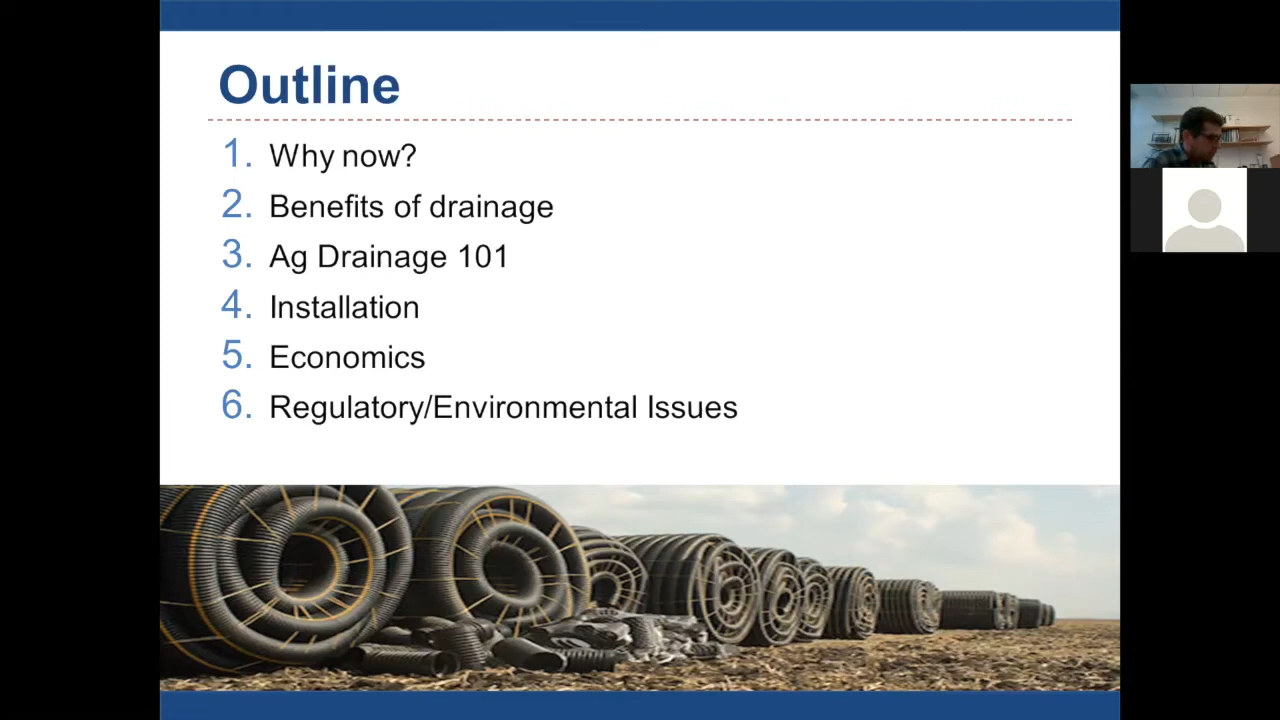 Outline
1. Why now?
2. Benefits of drainage
3. Ag Drainage 101
4. Installation
5. Economics
6. Regulatory/Environmental Issues